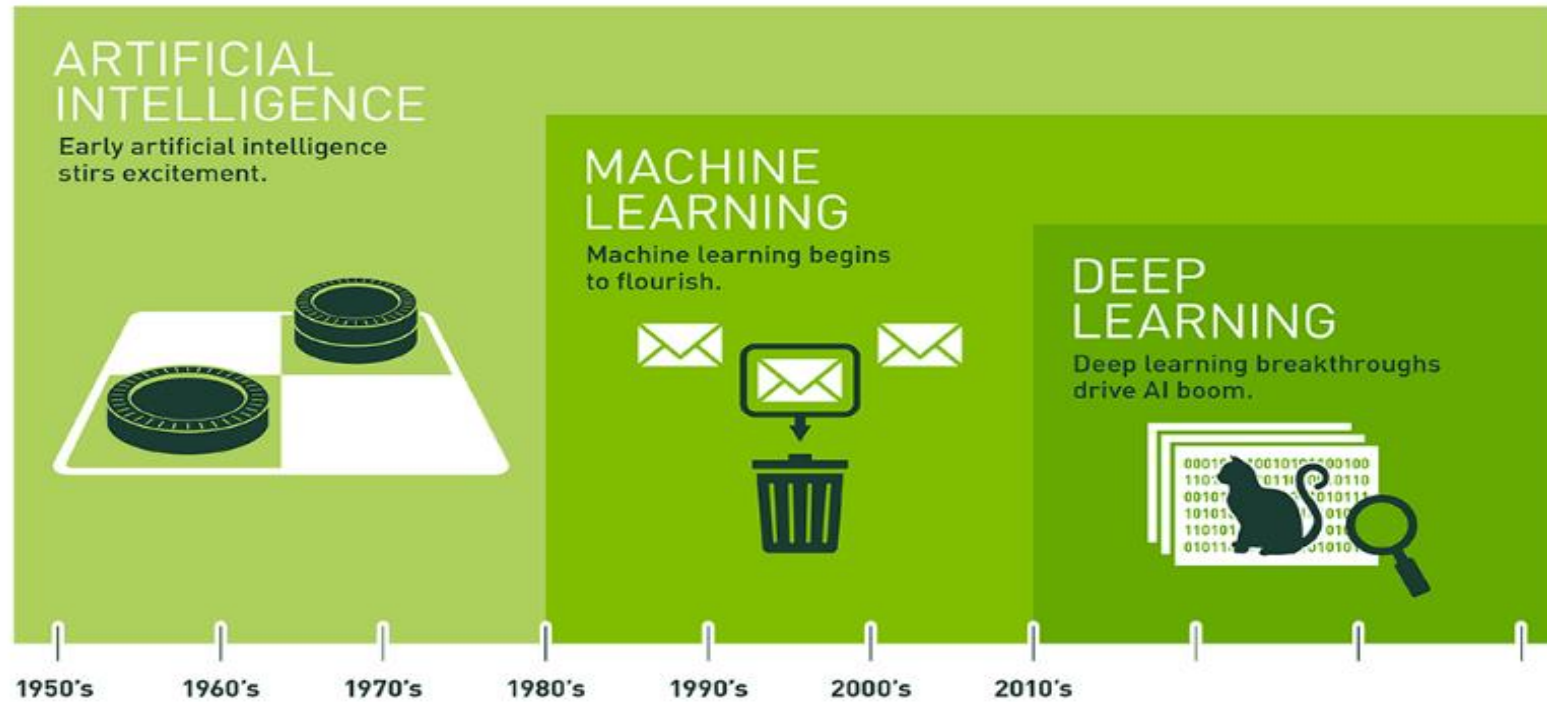 ARTIFICIAL
INTELLIGENCE
Early artificial intelligence
stirs excitement.
MACHINE
LEARNING
Machine learning begins
to flourish.
DEEP
LEARNING
Deep learning breakthroughs
drive AI boom.
1950's 1960's 1970's 1980's 1990's 2000's 2010's